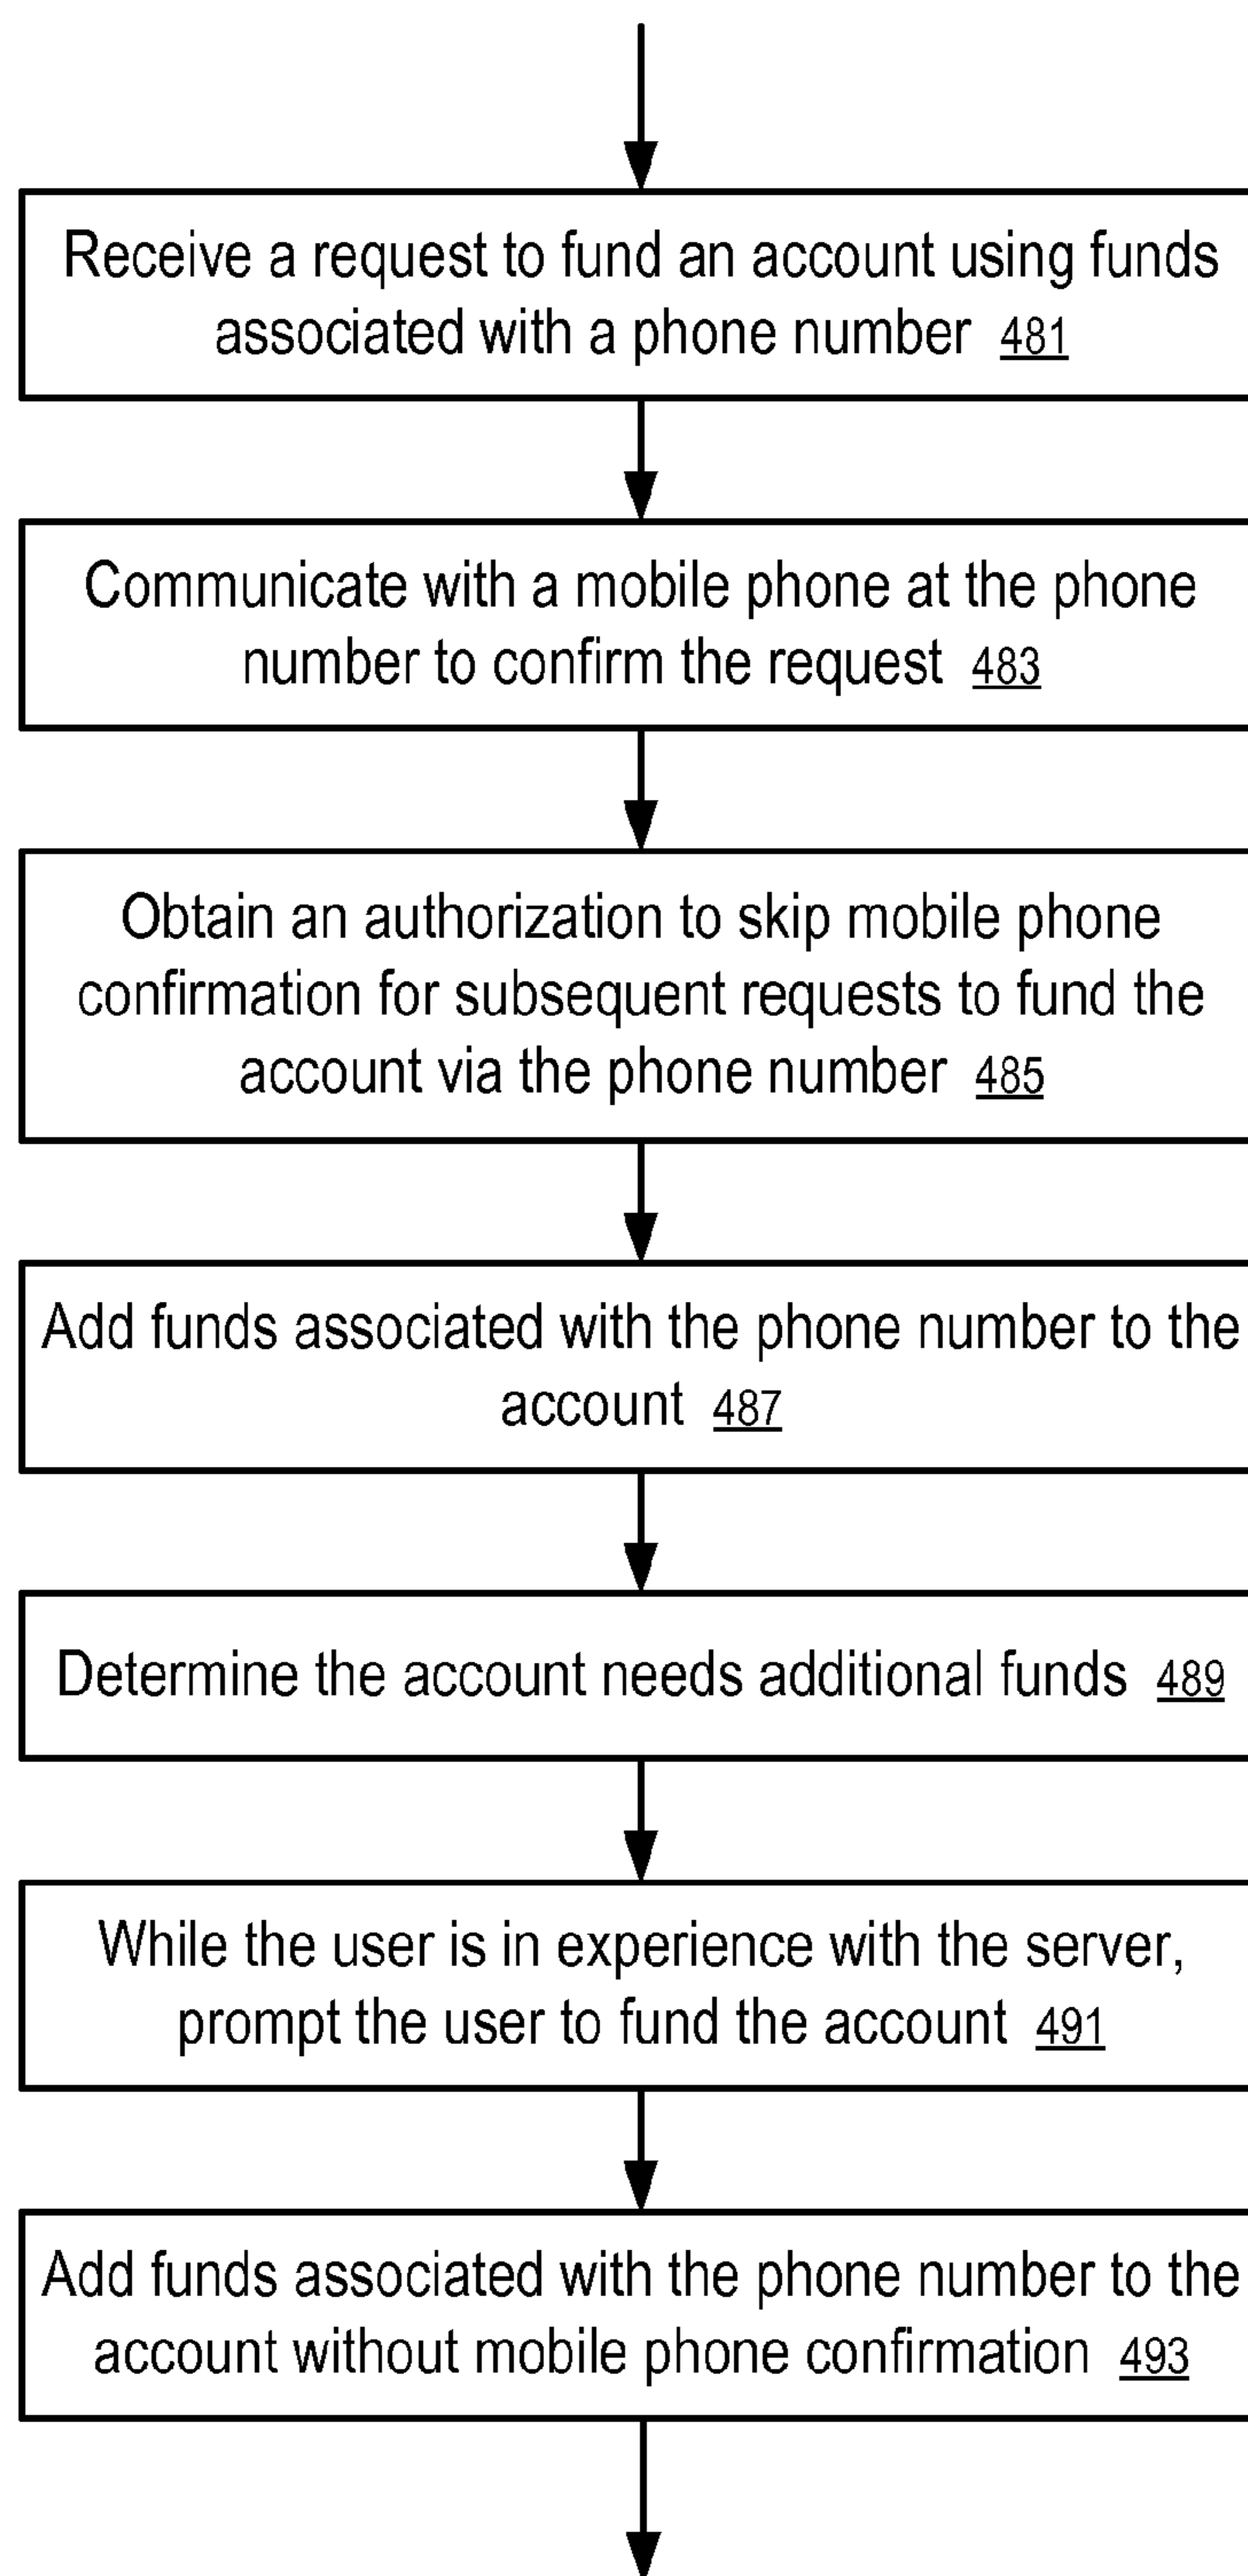 Receive a request to fund an account using funds
associated with a phone number 481
Communicate with a mobile phone at the phone
number to confirm the request 483
Obtain an authorization to skip mobile phone
confirmation for subsequent requests to fund the
account via the phone number 485
Add funds associated with the phone number to the
account 487
Determine the account needs additional funds 489
While the user is in experience with the server,
prompt the user to fund the account 491
Add funds associated with the phone number to the
account without mobile phone confirmation 493